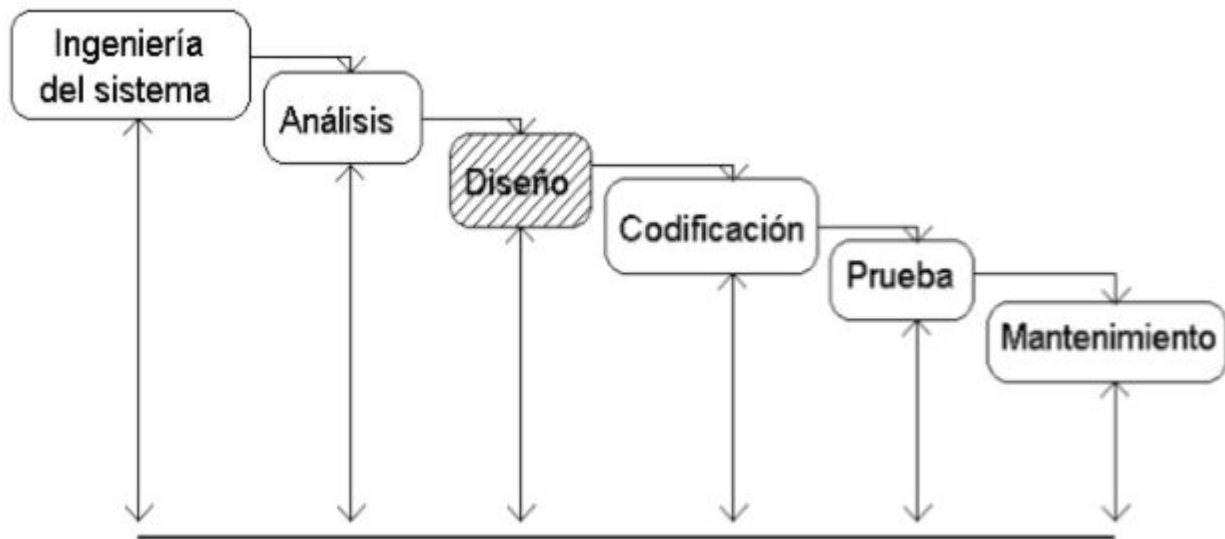 Ingeniería
del sistema
Análisis
Diseño
Codificación
Prueba
Mantenimiento